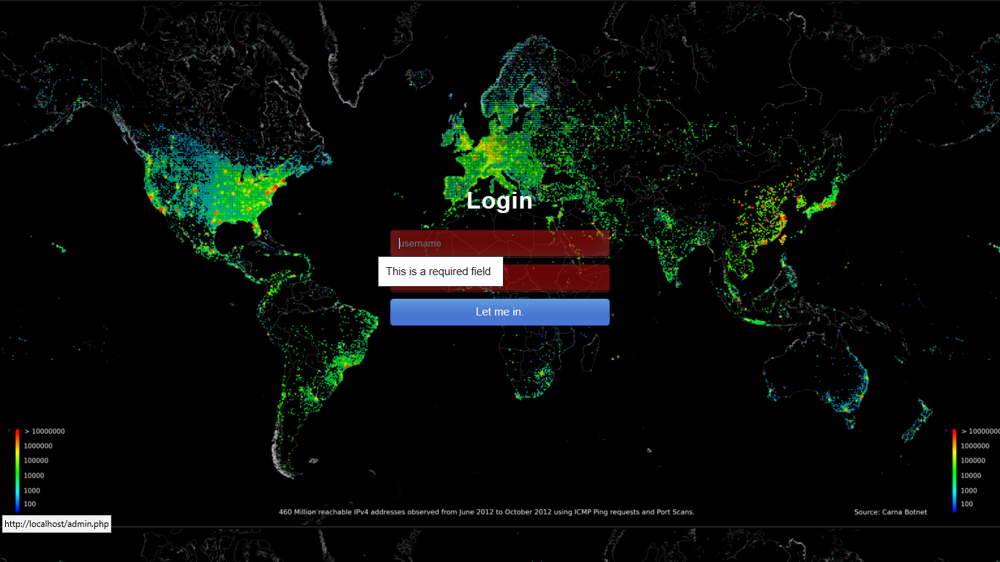 Login
username
This is a required field
Let me in.
> 10000000
1000000
100000
10000
1000
100
> 10000000
1000000
100000
10000
1000
100
460 Million reachable IPv4 addresses observed from June 2012 to October 2012 using ICMP Ping requests and Port Scans.
Source: Carna Botnet
http://localhost/admin.php